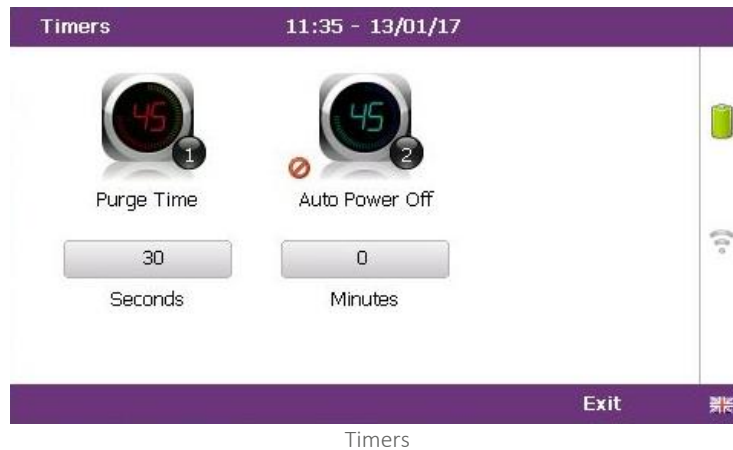 Timers 11:35 - 13/01/17
45 45
1 2
Purge Time Auto Power Off
30 0
Seconds Minutes
Exit
Timers